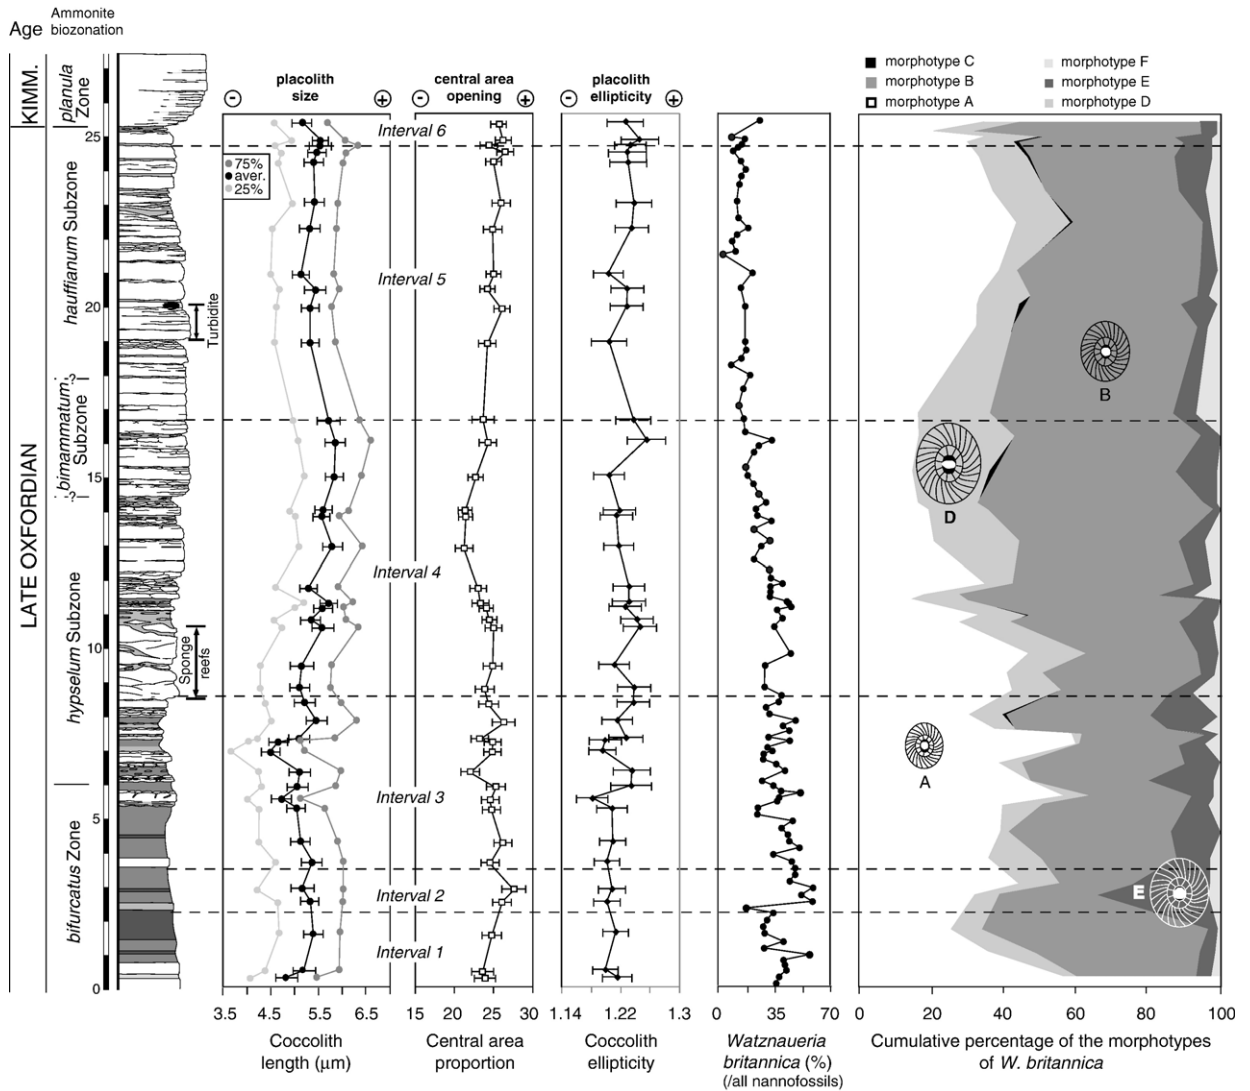 Age
Ammonite
biozonation
KIMM.
planula
Zone
LATE OXFORDIAN
hauffianum Subzone
bimammatum
Subzone
?
?
hypselum Subzone
bifurcatus Zone
25
20
15
10
5
0
Turbidite
Sponge
reefs
placolith
size
- +
75%
aver.
25%
3.5 4.5 5.5 6.5
Coccolith
length (μm)
central area
opening
- +
Interval 6
Interval 5
Interval 4
Interval 3
Interval 2
Interval 1
15 20 25 30
Central area
proportion
placolith
ellipticity
- +
1.14 1.22 1.3
Coccolith
ellipticity
0 35 70
Watznaueria
britannica (%)
(/all nannofossils)
morphotype C
morphotype B
morphotype A
morphotype F
morphotype E
morphotype D
B
D
A
E
0 20 40 60 80 100
Cumulative percentage of the morphotypes
of W. britannica